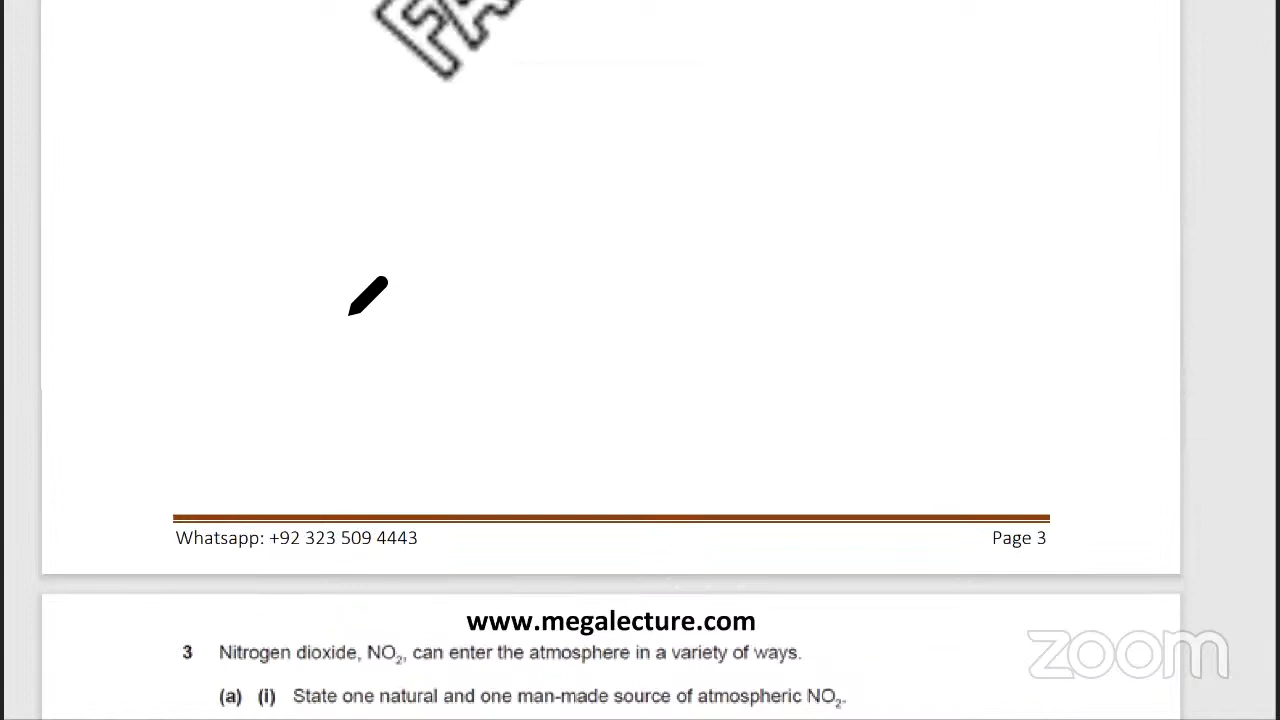 FA
Whatsapp: +92 323 509 4443
Page 3
www.megalecture.com
3 Nitrogen dioxide, NO₂, can enter the atmosphere in a variety of ways.
(a) (i) State one natural and one man-made source of atmospheric NO₂.
zoom